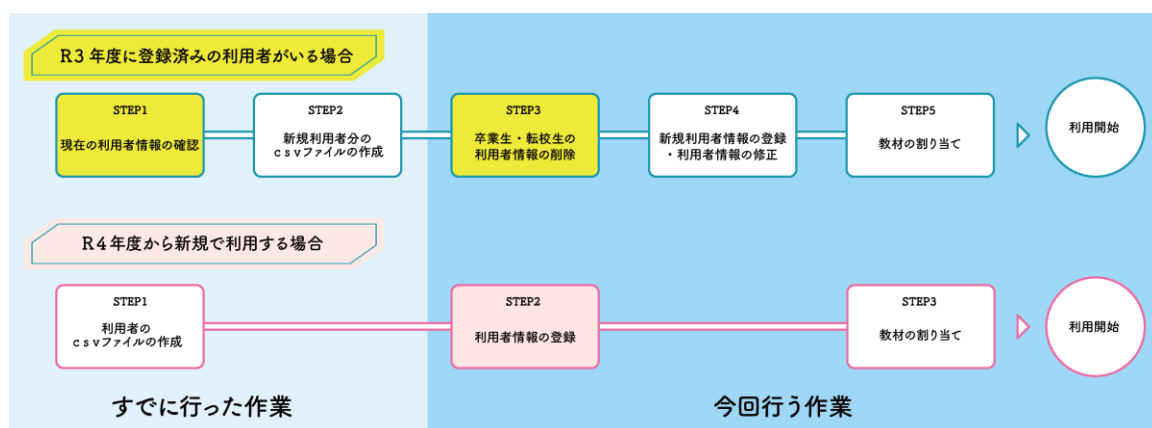 R3年度に登録済みの利用者がいる場合
STEP1
現在の利用者情報の確認
STEP2
新規利用者分の
csvファイルの作成
STEP3
卒業生・転校生の
利用者情報の削除
STEP4
新規利用者情報の登録
・利用者情報の修正
STEP5
教材の割り当て
利用開始
R4年度から新規で利用する場合
STEP1
利用者の
csvファイルの作成
STEP2
利用者情報の登録
STEP3
教材の割り当て
利用開始
すでに行った作業
今回行う作業